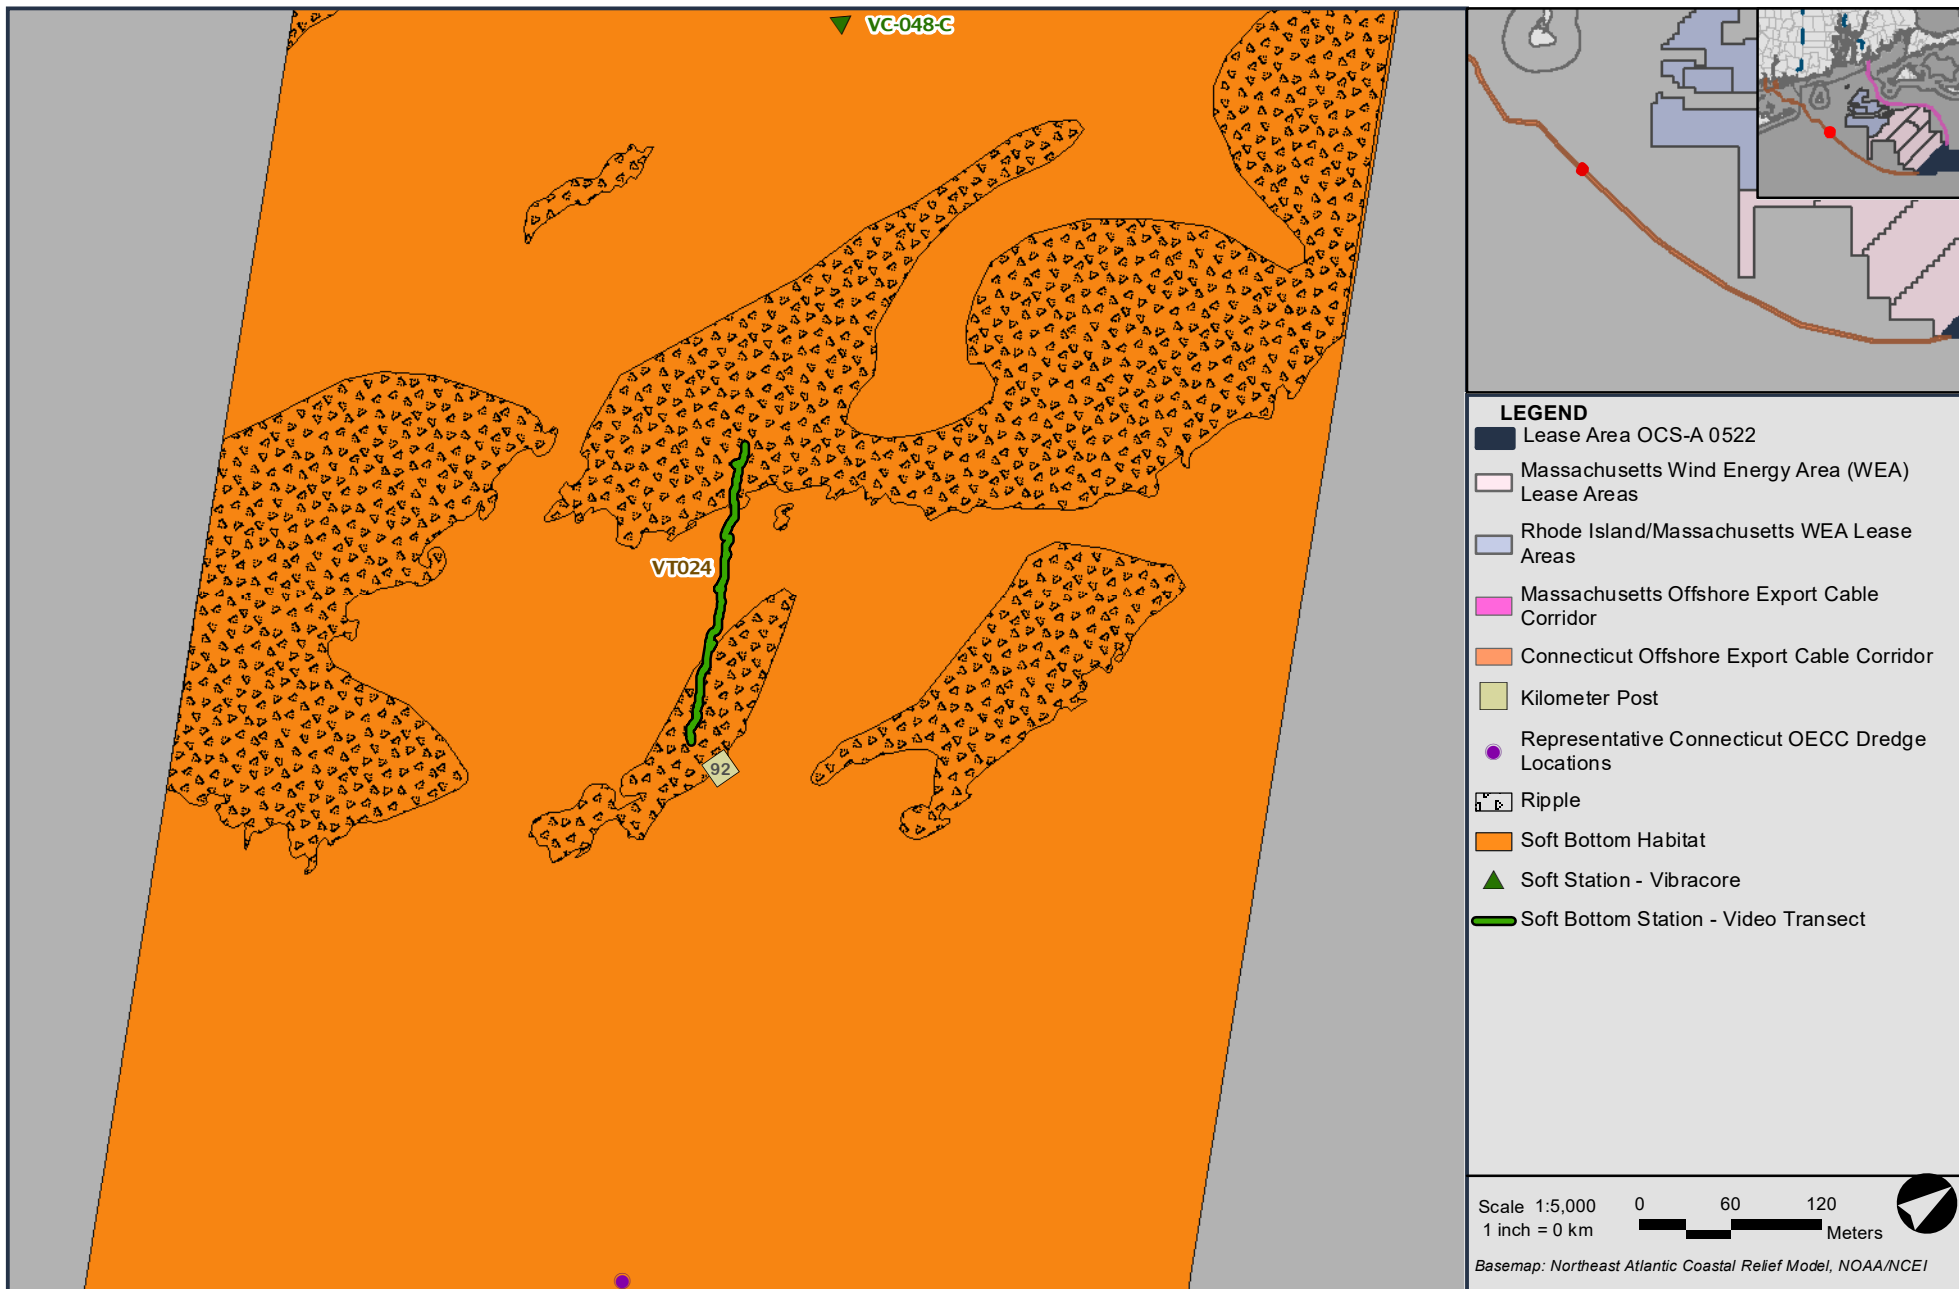 VC-048-C
VT024
92
LEGEND
Lease Area OCS-A 0522
Massachusetts Wind Energy Area (WEA)
Lease Areas
Rhode Island/Massachusetts WEA Lease
Areas
Massachusetts Offshore Export Cable
Corridor
Connecticut Offshore Export Cable Corridor
Kilometer Post
Representative Connecticut OECC Dredge
Locations
Ripple
Soft Bottom Habitat
Soft Station - Vibracore
Soft Bottom Station - Video Transect
Scale 1:5,000
1 inch = 0 km
0 60 120
Meters
Basemap: Northeast Atlantic Coastal Relief Model, NOAA/NCEI